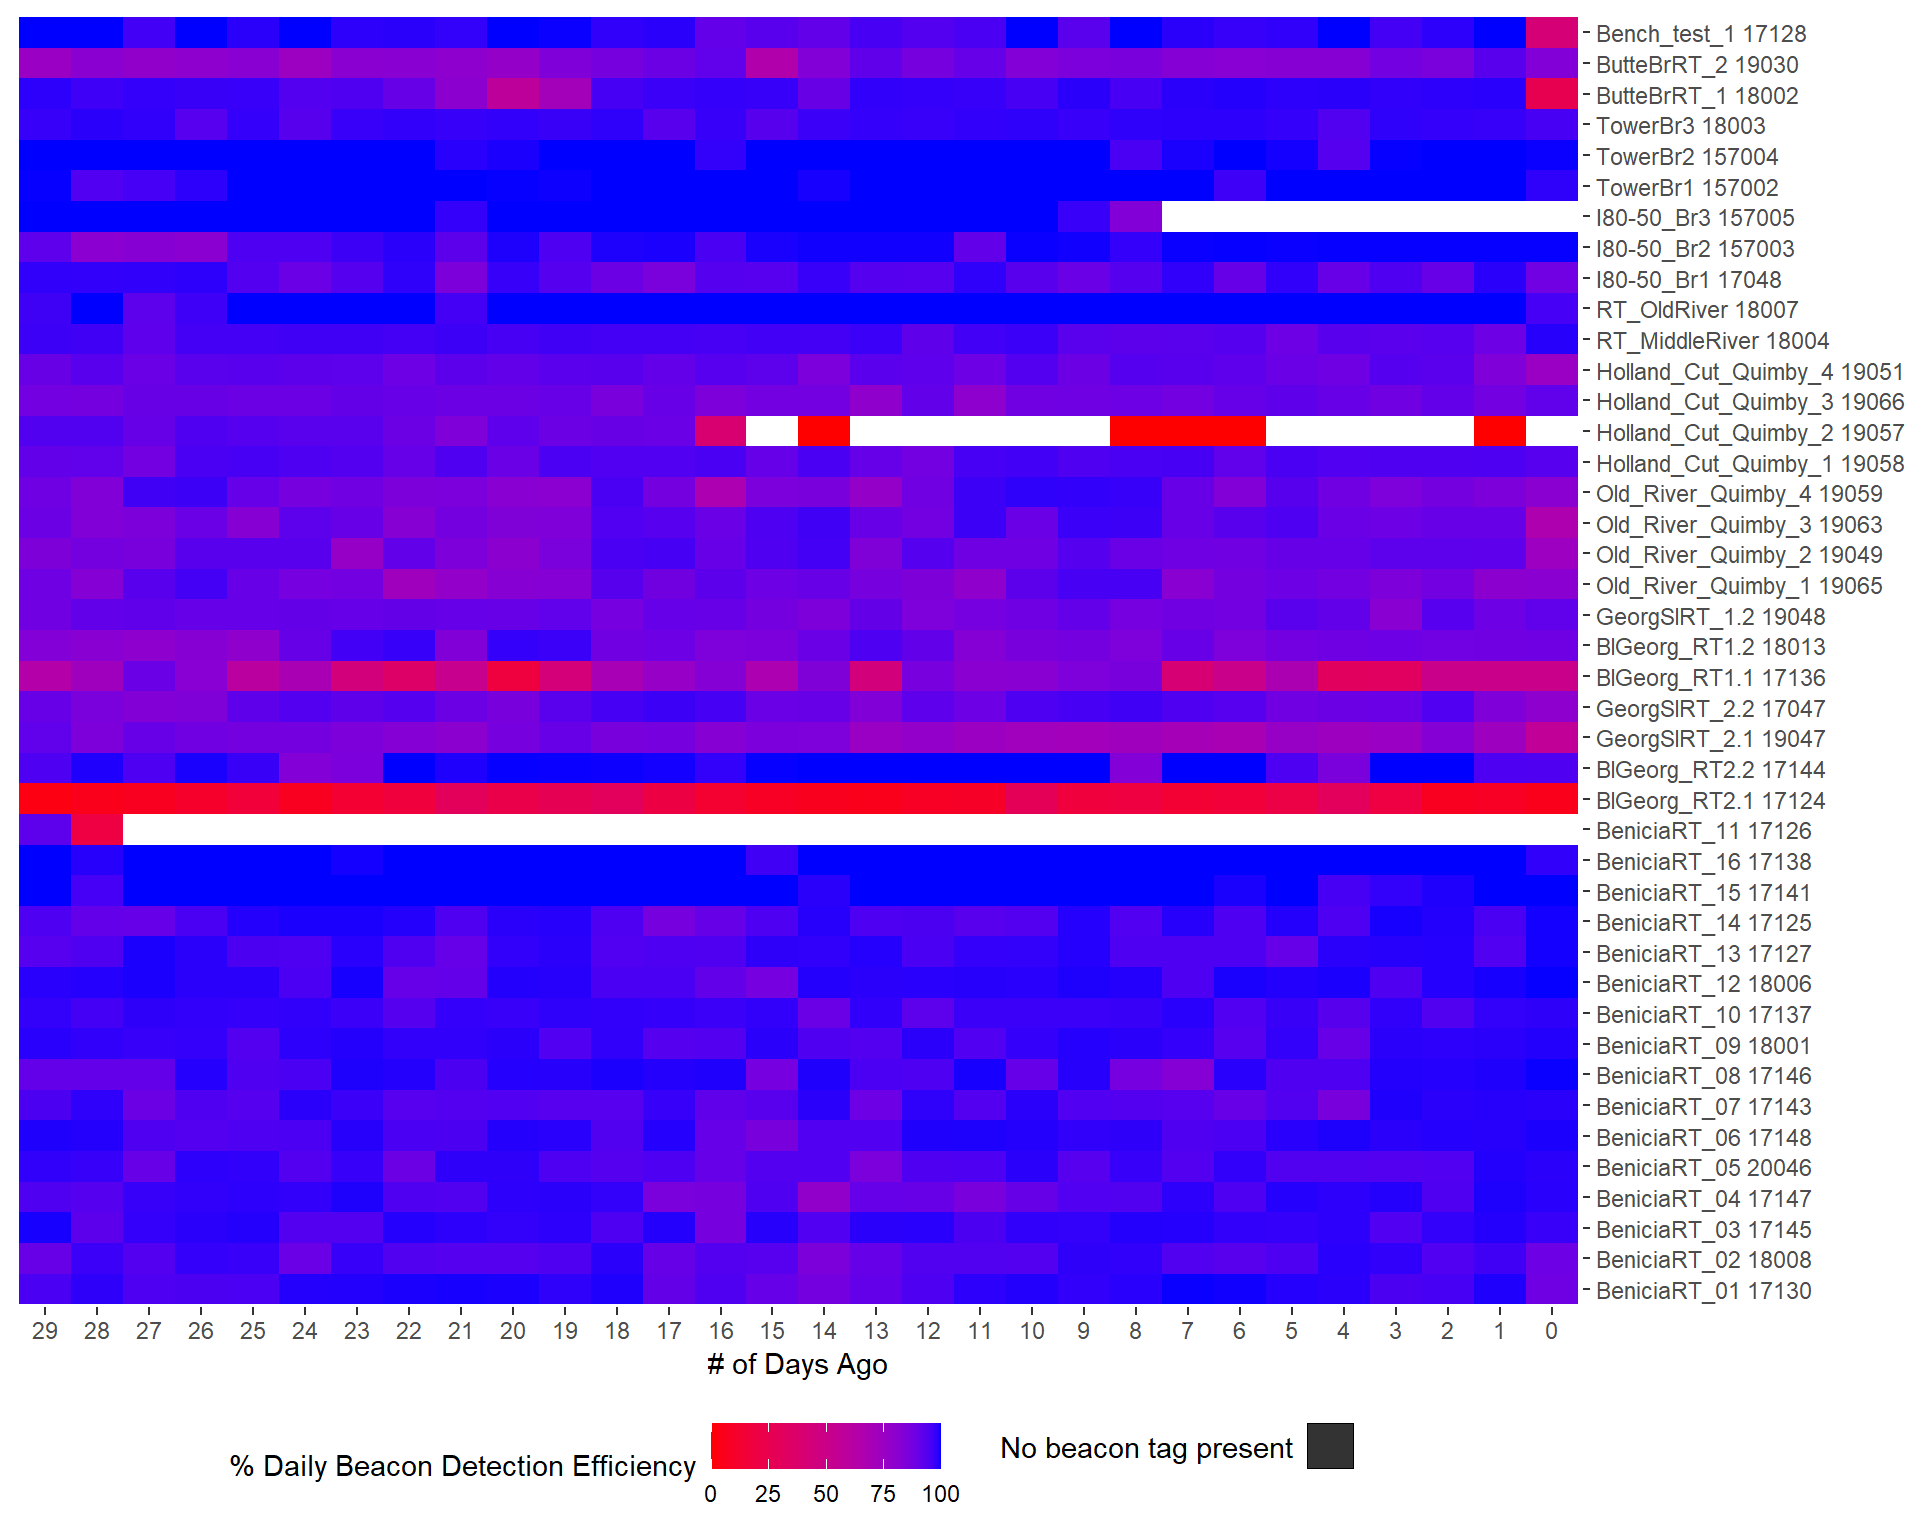 Bench_test_1 17128
ButteBrRT_2 19030
ButteBrRT_1 18002
TowerBr3 18003
TowerBr2 157004
TowerBr1 157002
I80-50_Br3 157005
I80-50_Br2 157003
I80-50_Br1 17048
RT_OldRiver 18007
RT_MiddleRiver 18004
Holland_Cut_Quimby_4 19051
Holland_Cut_Quimby_3 19066
Holland_Cut_Quimby_2 19057
Holland_Cut_Quimby_1 19058
Old_River_Quimby_4 19059
Old_River_Quimby_3 19063
Old_River_Quimby_2 19049
Old_River_Quimby_1 19065
GeorgSlRT_1.2 19048
BlGeorg_RT1.2 18013
BlGeorg_RT1.1 17136
GeorgSlRT_2.2 17047
GeorgSlRT_2.1 19047
BlGeorg_RT2.2 17144
BlGeorg_RT2.1 17124
BeniciaRT_11 17126
BeniciaRT_16 17138
BeniciaRT_15 17141
BeniciaRT_14 17125
BeniciaRT_13 17127
BeniciaRT_12 18006
BeniciaRT_10 17137
BeniciaRT_09 18001
BeniciaRT_08 17146
BeniciaRT_07 17143
BeniciaRT_06 17148
BeniciaRT_05 20046
BeniciaRT_04 17147
BeniciaRT_03 17145
BeniciaRT_02 18008
BeniciaRT_01 17130
29 28 27 26 25 24 23 22 21 20 19 18 17 16 15 14 13 12 11 10 9 8 7 6 5 4 3 2 1 0
# of Days Ago
% Daily Beacon Detection Efficiency
0 25 50 75 100
No beacon tag present